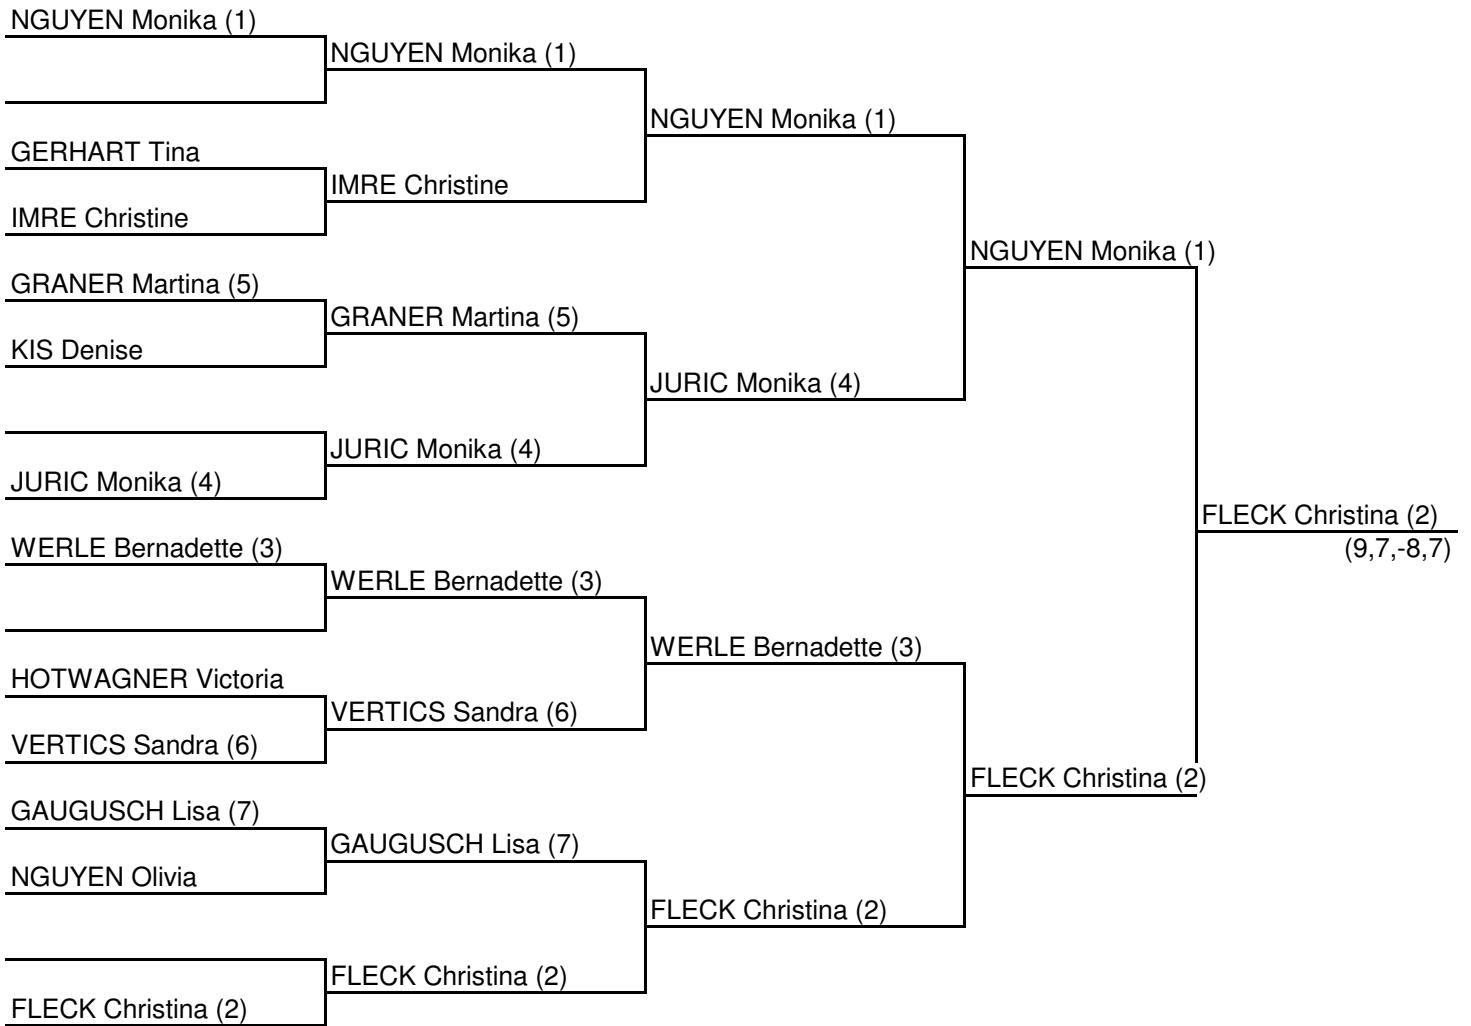 NGUYEN Monika (1)
NGUYEN Monika (1)
NGUYEN Monika (1)
GERHART Tina
IMRE Christine
IMRE Christine
NGUYEN Monika (1)
GRANER Martina (5)
GRANER Martina (5)
KIS Denise
JURIC Monika (4)
JURIC Monika (4)
JURIC Monika (4)
FLECK Christina (2)
(9,7,-8,7)
WERLE Bernadette (3)
WERLE Bernadette (3)
WERLE Bernadette (3)
HOTWAGNER Victoria
VERTICS Sandra (6)
VERTICS Sandra (6)
FLECK Christina (2)
GAUGUSCH Lisa (7)
GAUGUSCH Lisa (7)
NGUYEN Olivia
FLECK Christina (2)
FLECK Christina (2)
FLECK Christina (2)